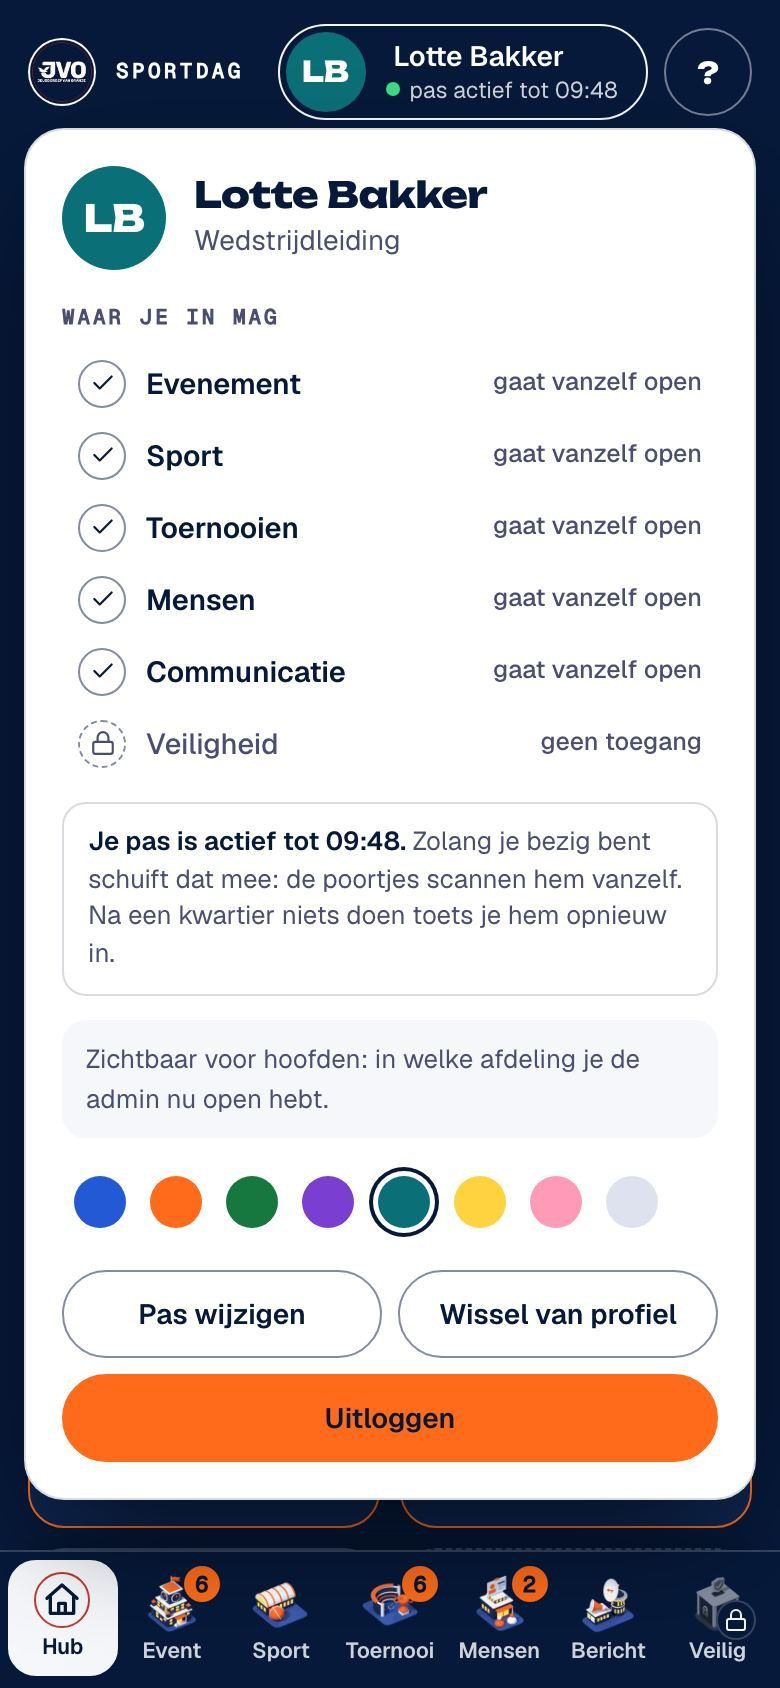 JVO
SPORTDAG
LB
Lotte Bakker
pas actief tot 09:48
?
LB
Lotte Bakker
Wedstrijdleiding
WAAR JE IN MAG
Evenement gaat vanzelf open
Sport gaat vanzelf open
Toernooien gaat vanzelf open
Mensen gaat vanzelf open
Communicatie gaat vanzelf open
Veiligheid geen toegang
Je pas is actief tot 09:48. Zolang je bezig bent
schuift dat mee: de poortjes scannen hem vanzelf.
Na een kwartier niets doen toets je hem opnieuw
in.
Zichtbaar voor hoofden: in welke afdeling je de
admin nu open hebt.
Pas wijzigen
Wissel van profiel
Uitloggen
6 6 2
Hub Event Sport Toernooi Mensen Bericht Veilig